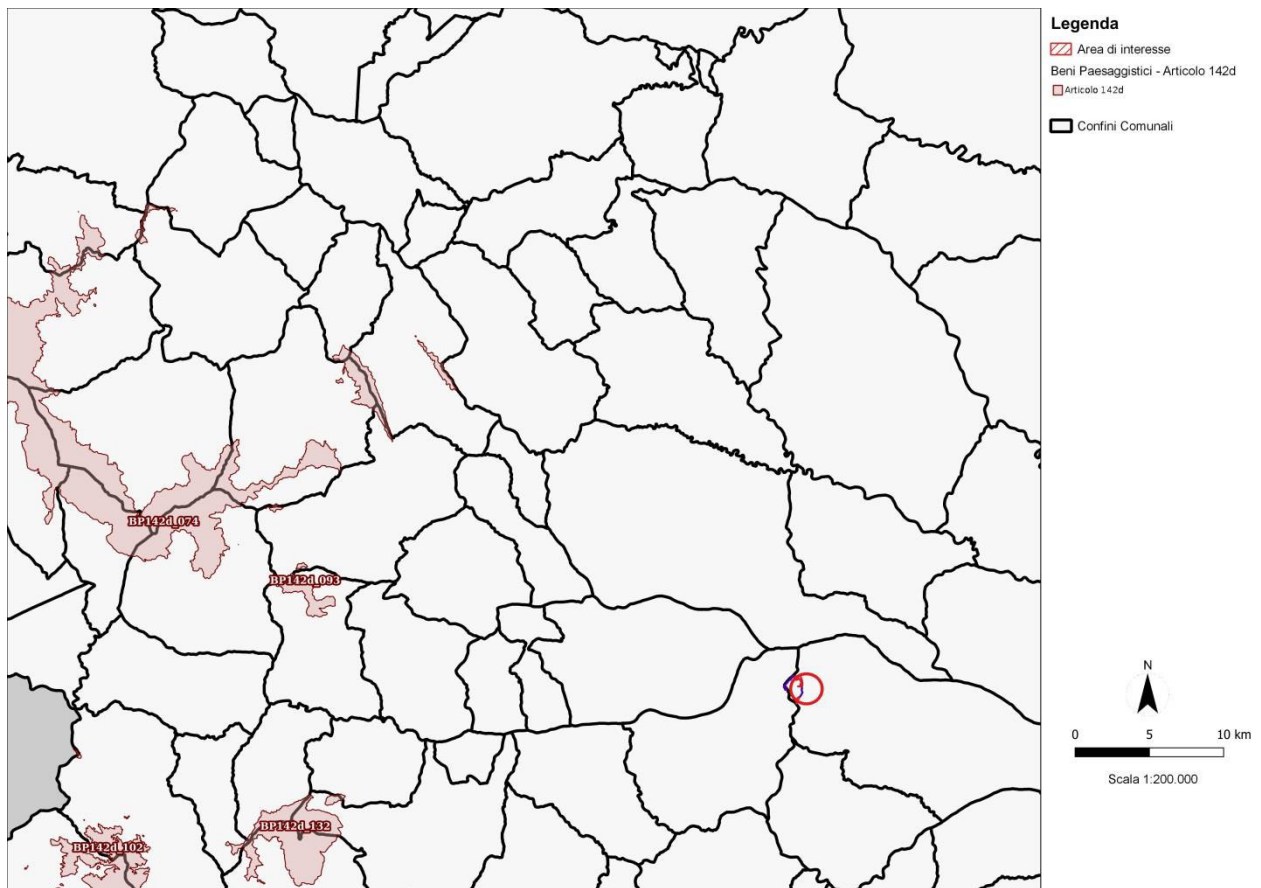 Legenda
Area di interesse
Beni Paesaggistici - Articolo 142d
Articolo 142d
Confini Comunali
BP142d_074
BP142d_093
BP142d_132
BP142d_102
N
0 5 10 km
Scala 1:200.000